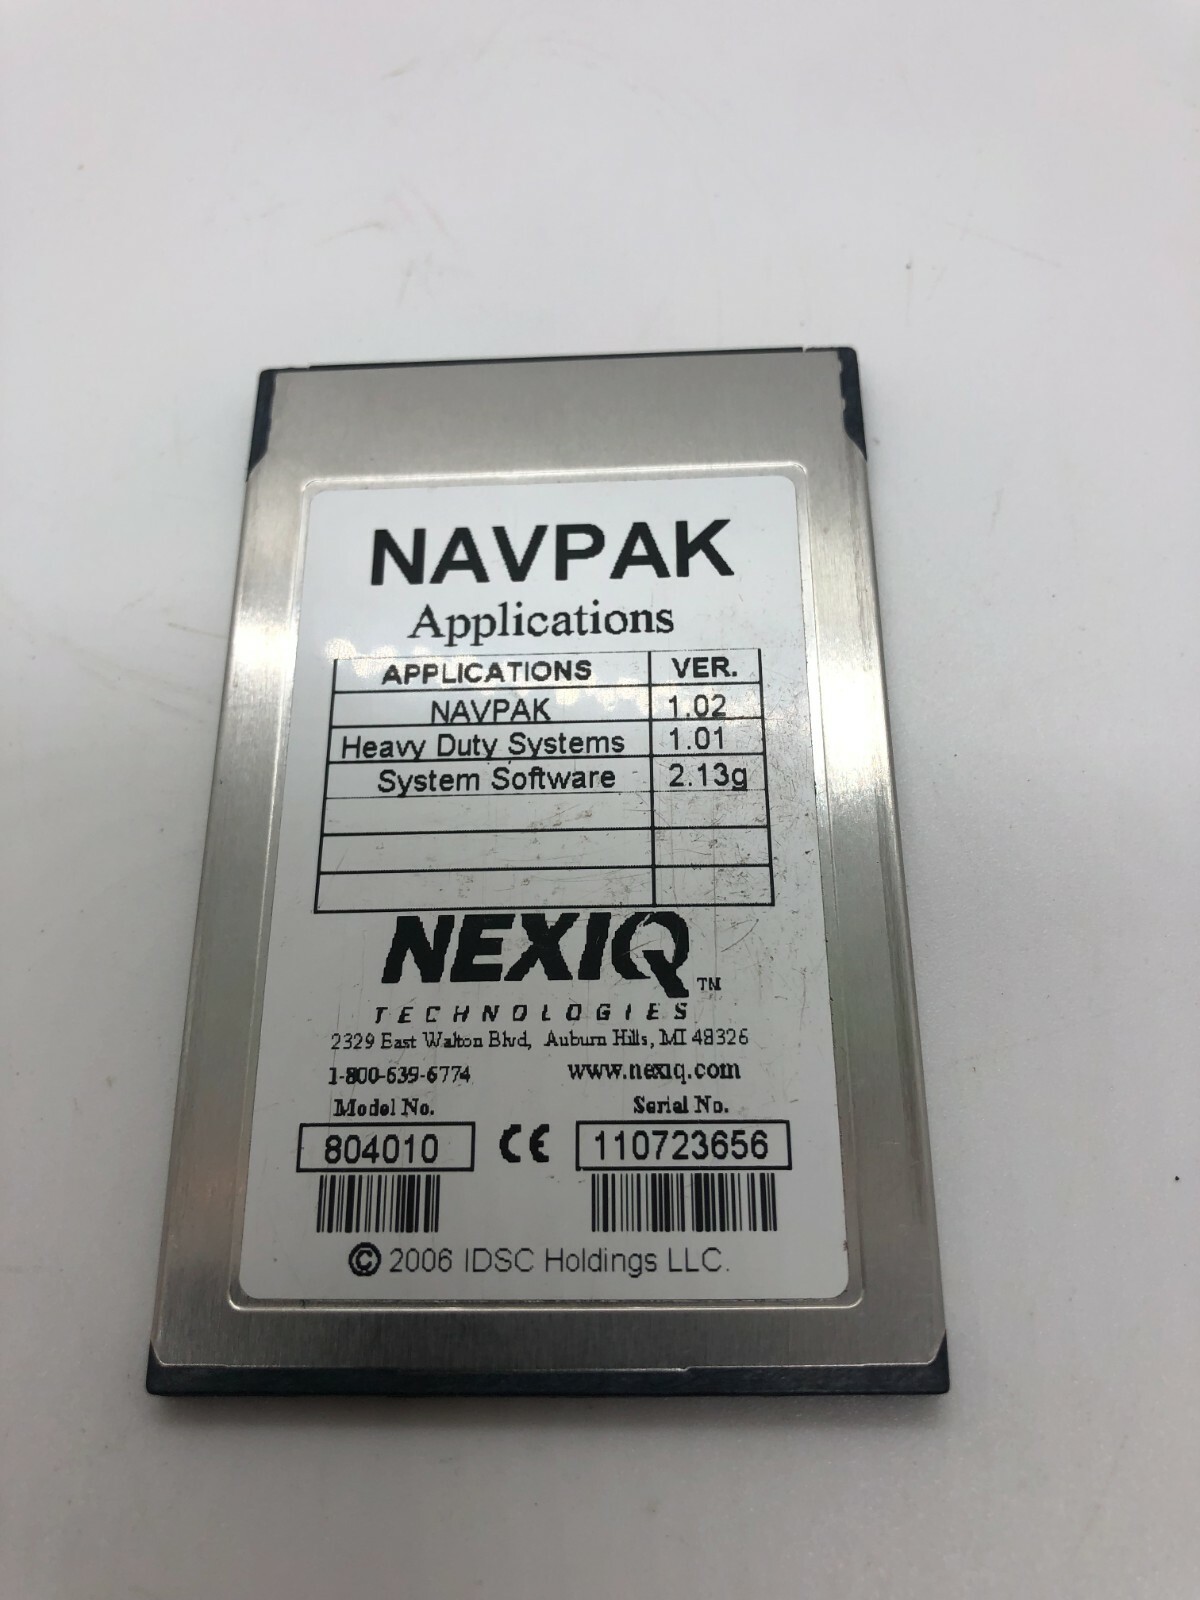 NAVPAK
Applications
APPLICATIONS VER.
NAVPAK 1.02
Heavy Duty Systems 1.01
System Software 2.13g
NEXIQ™
TECHNOLOGIES
2329 East Walton Blvd, Auburn Hills, MI 48326
1-800-639-6774 www.nexiq.com
Model No. Serial No.
804010 CE 110723656
© 2006 IDSC Holdings LLC.